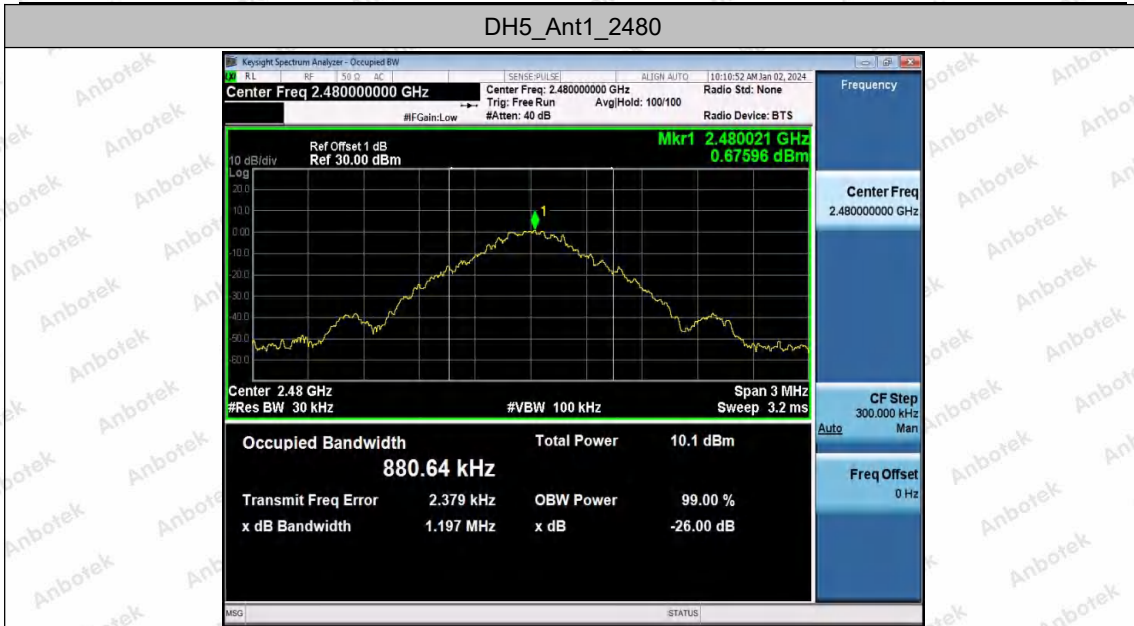 DH5_Ant1_2480
Keysight Spectrum Analyzer - Occupied BW
LXI RL RF 50 Ω AC SENSE:PULSE ALIGN AUTO 10:10:52 AM Jan 02, 2024
Center Freq 2.480000000 GHz Center Freq: 2.480000000 GHz Radio Std: None
Trig: Free Run Avg|Hold: 100/100
#IFGain:Low #Atten: 40 dB Radio Device: BTS
Mkr1 2.480021 GHz
Ref Offset 1 dB
10 dB/div Ref 30.00 dBm 0.67596 dBm
Log
20.0
10.0
0.00
-10.0
-20.0
-30.0
-40.0
-50.0
-60.0
1
Center 2.48 GHz Span 3 MHz
#Res BW 30 kHz #VBW 100 kHz Sweep 3.2 ms
Occupied Bandwidth Total Power 10.1 dBm
880.64 kHz
Transmit Freq Error 2.379 kHz OBW Power 99.00 %
x dB Bandwidth 1.197 MHz x dB -26.00 dB
MSG STATUS
Frequency
Center Freq
2.480000000 GHz
CF Step
300.000 kHz
Auto Man
Freq Offset
0 Hz
Anbotek